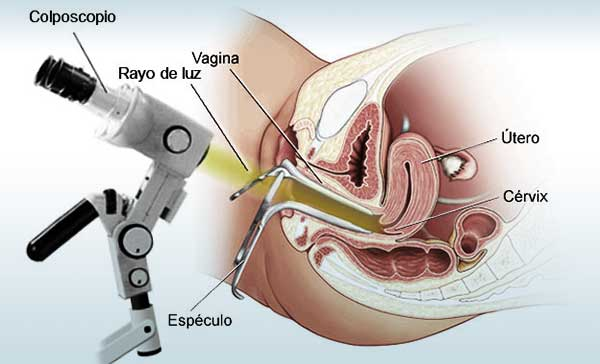 Colposcopio
Vagina
Rayo de luz
Útero
Cérvix
Espéculo